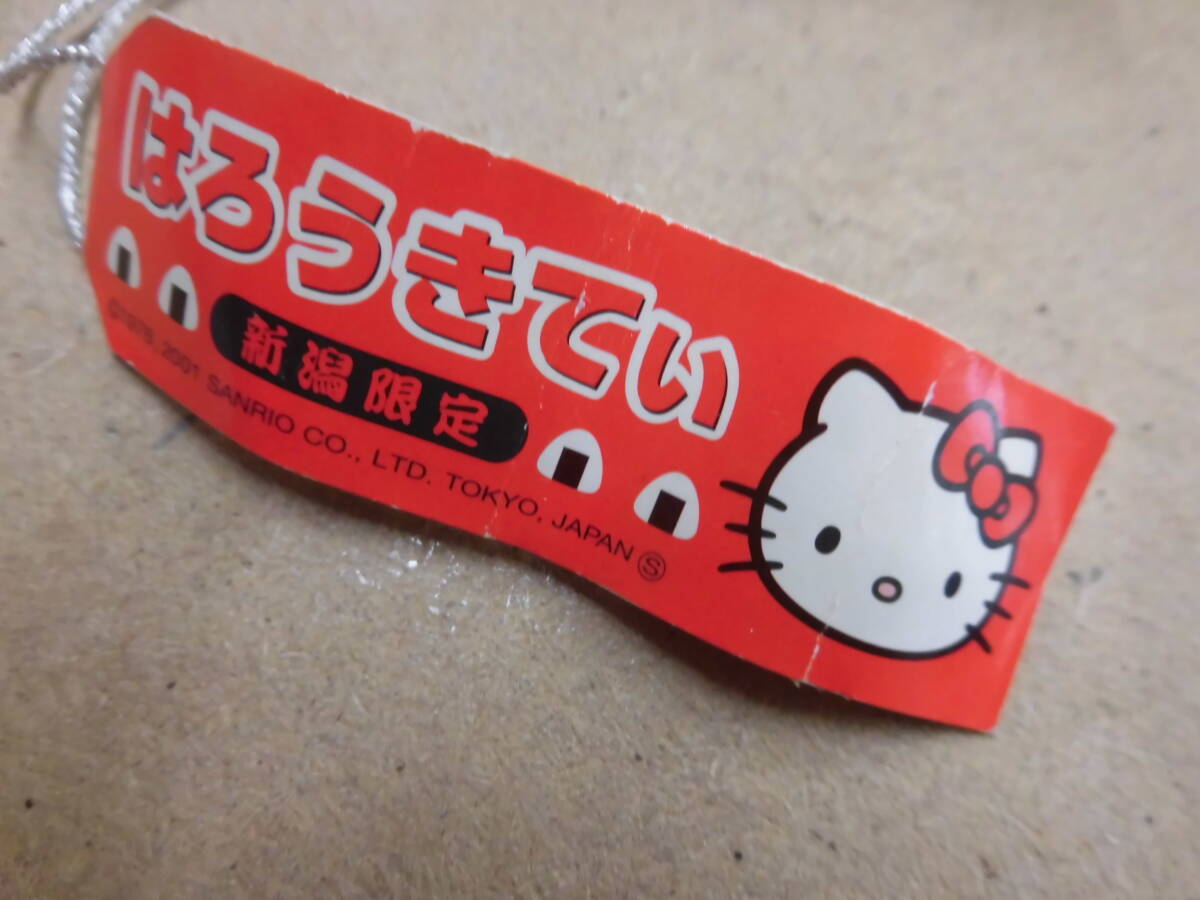 はろうきてぃ
新潟限定
©1976, 2001 SANRIO CO., LTD. TOKYO, JAPAN Ⓢ